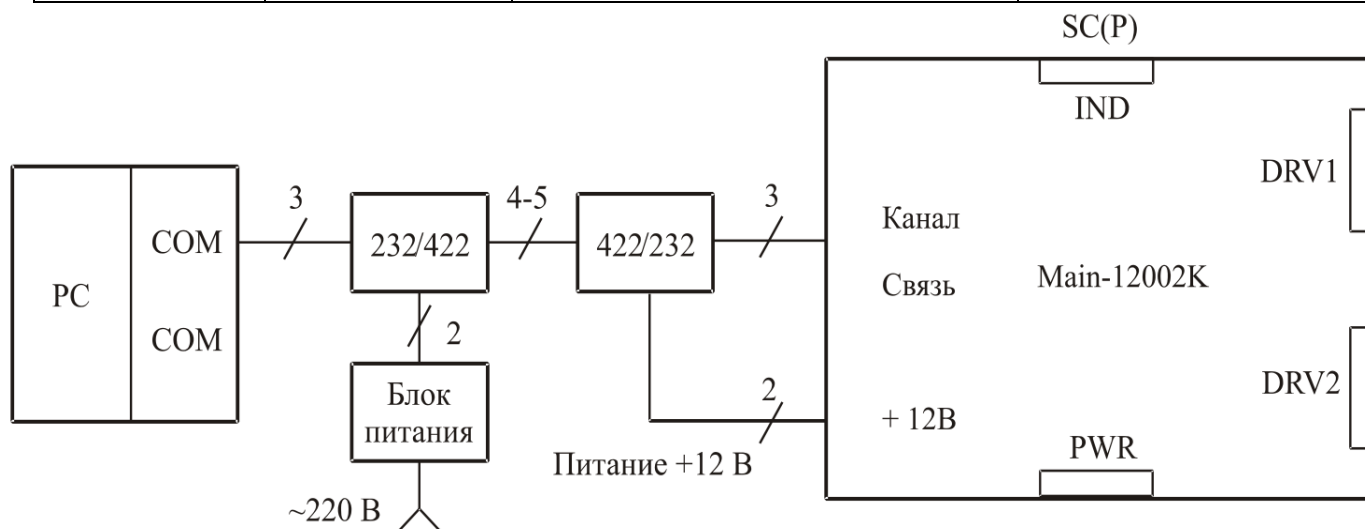 SC(P)
IND
DRV1
3
4-5
3
COM
232/422
422/232
Канал
PC
Связь
Main-12002K
COM
2
Блок
питания
2
DRV2
+ 12В
Питание +12 В
PWR
~220 В